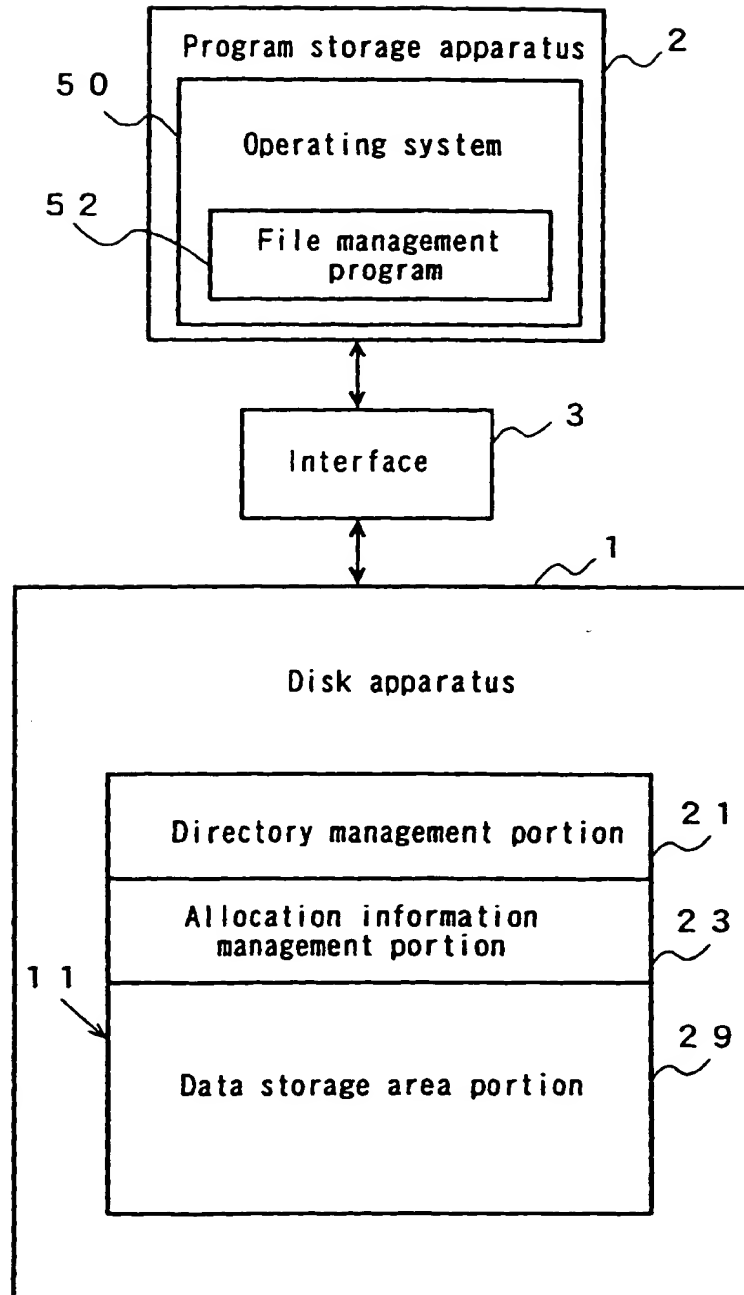 Program storage apparatus
2
50
Operating system
52
File management
program
3
Interface
1
Disk apparatus
21
Directory management portion
Allocation information
management portion
23
11
29
Data storage area portion